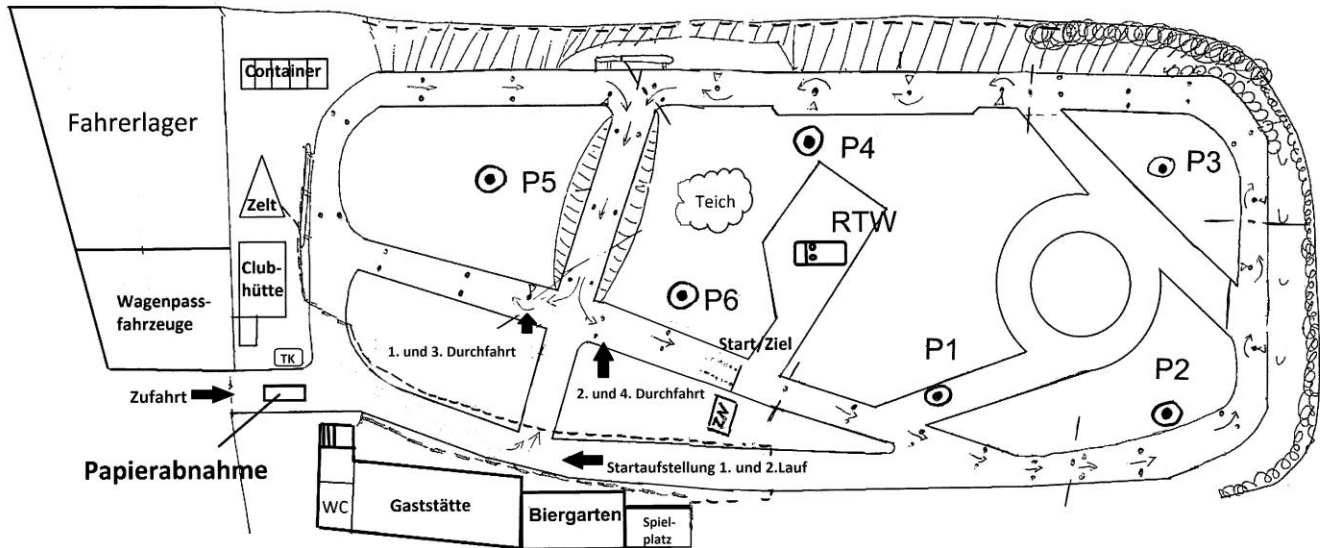 Container
Fahrerlager
P5
P4
P3
Zelt
Teich
RTW
Club-
hütte
Wagenpass-
fahrzeuge
P6
TK
1. und 3. Durchfahrt
Start/Ziel
P1
P2
Zufahrt
2. und 4. Durchfahrt
ZN
Papierabnahme
Startaufstellung 1. und 2.Lauf
WC
Gaststätte
Biergarten
Spiel-
platz